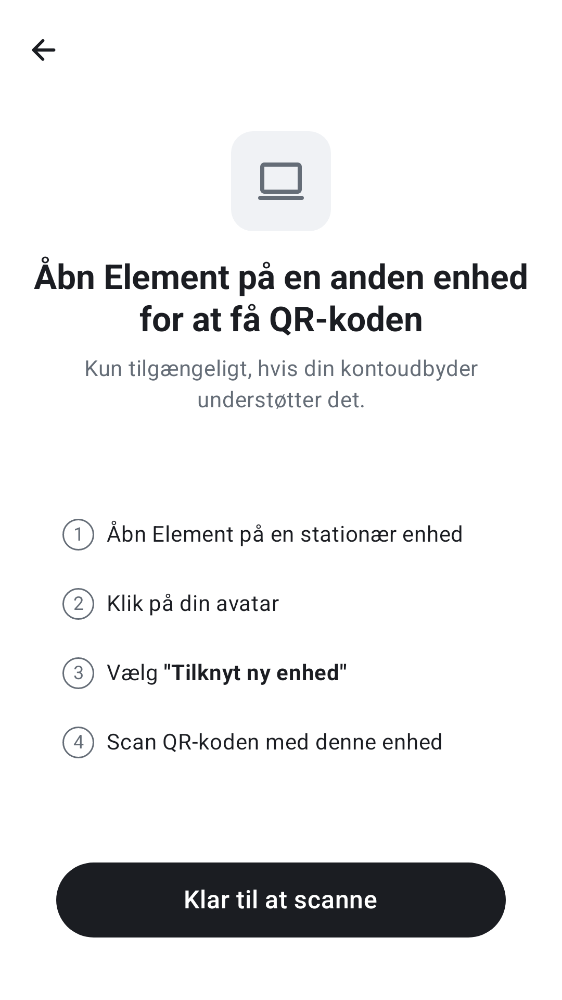 Åbn Element på en anden enhed
for at få QR-koden
Kun tilgængeligt, hvis din kontoudbyder
understøtter det.
1 Åbn Element på en stationær enhed
2 Klik på din avatar
3 Vælg "Tilknyt ny enhed"
4 Scan QR-koden med denne enhed
Klar til at scanne